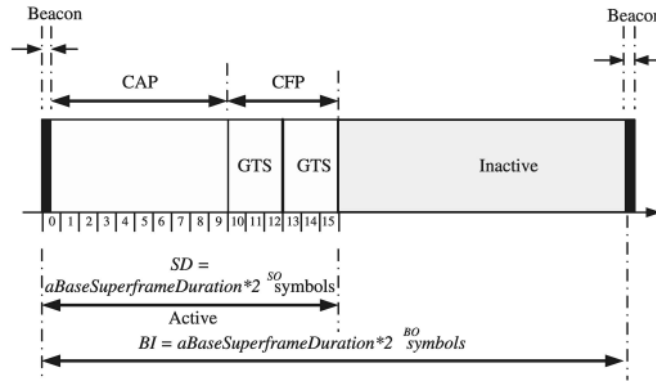 Beacon
Beacon
CAP
CFP
GTS
GTS
Inactive
0 1 2 3 4 5 6 7 8 9 10 11 12 13 14 15
SD =
aBaseSuperframeDuration*2 SO symbols
Active
BI = aBaseSuperframeDuration*2 BO symbols